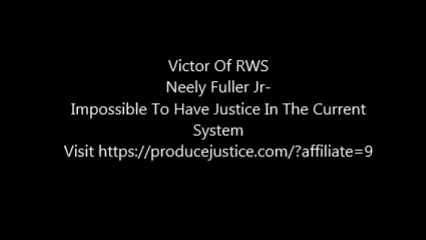 Victor Of RWS
Neely Fuller Jr-
Impossible To Have Justice In The Current
System
Visit https://producejustice.com/?affiliate=9